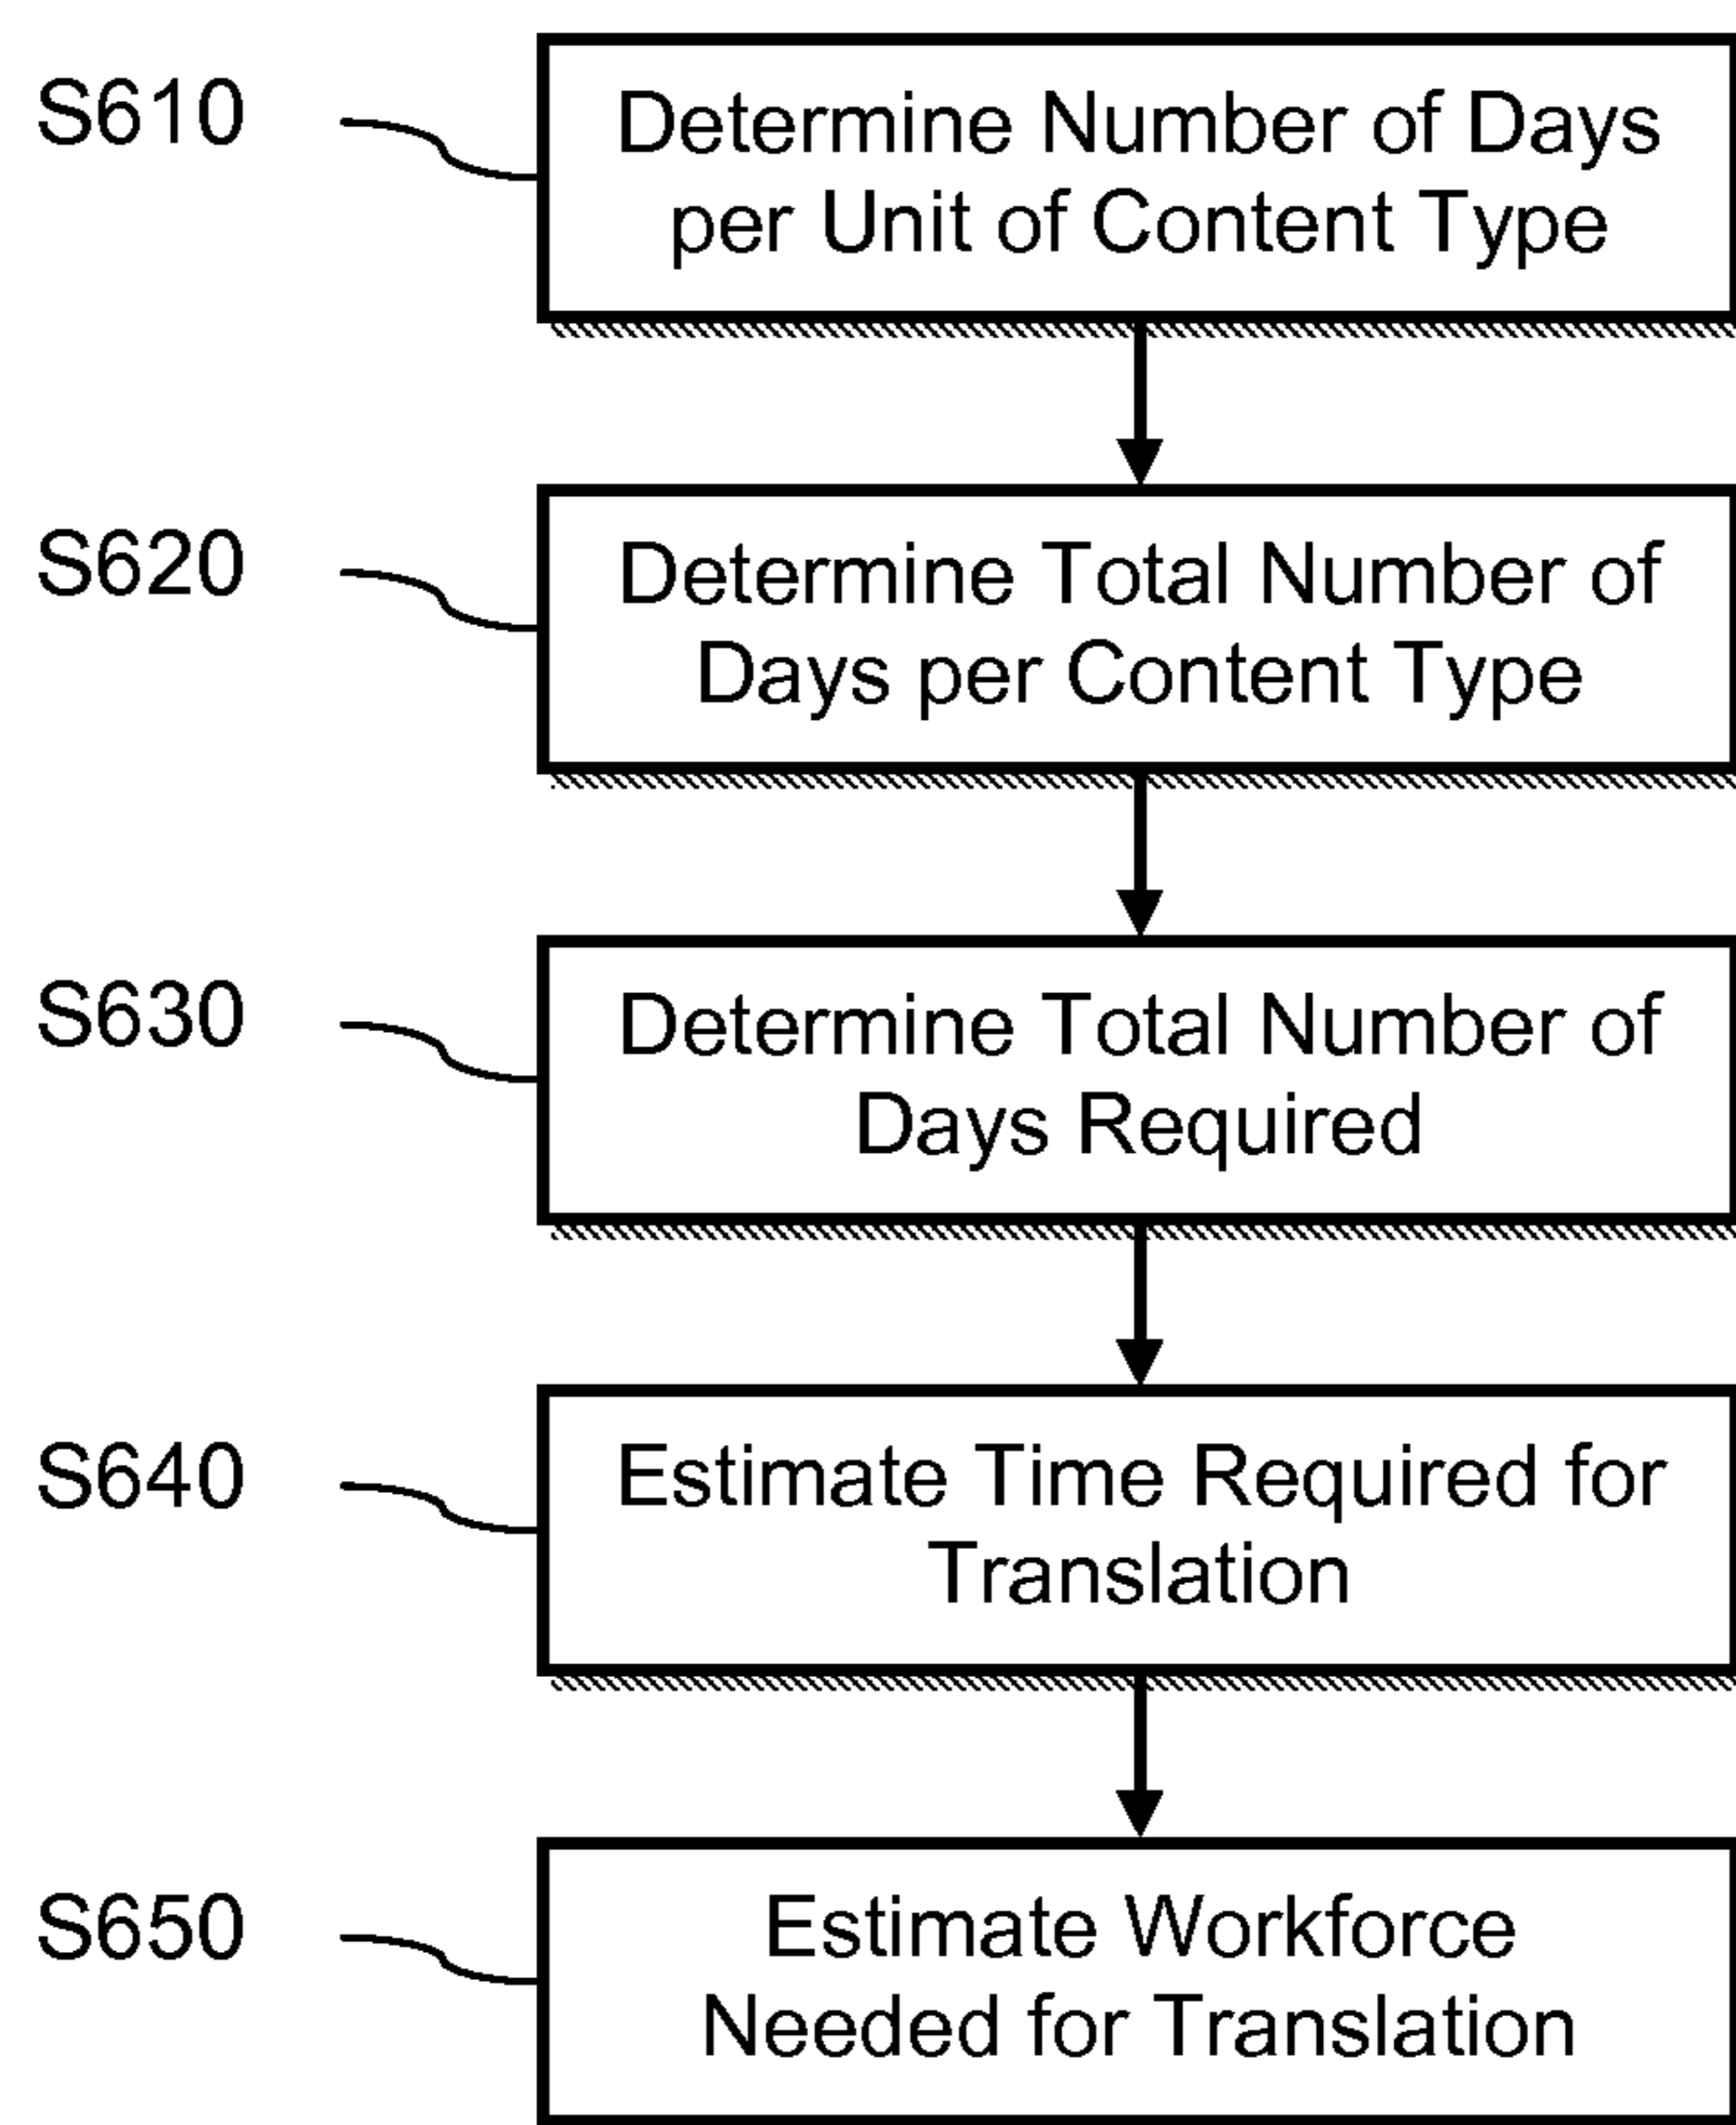 S610
Determine Number of Days
per Unit of Content Type
S620
Determine Total Number of
Days per Content Type
S630
Determine Total Number of
Days Required
S640
Estimate Time Required for
Translation
S650
Estimate Workforce
Needed for Translation